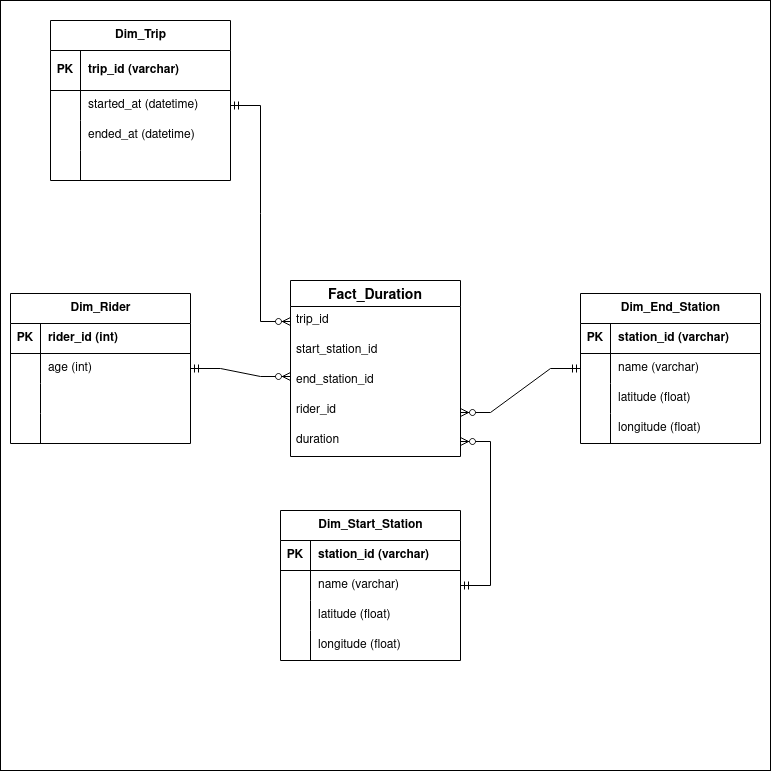 Dim_Trip
PK trip_id (varchar)
started_at (datetime)
ended_at (datetime)
Dim_Rider
PK rider_id (int)
age (int)
Fact_Duration
trip_id
start_station_id
end_station_id
rider_id
duration
Dim_End_Station
PK station_id (varchar)
name (varchar)
latitude (float)
longitude (float)
Dim_Start_Station
PK station_id (varchar)
name (varchar)
latitude (float)
longitude (float)